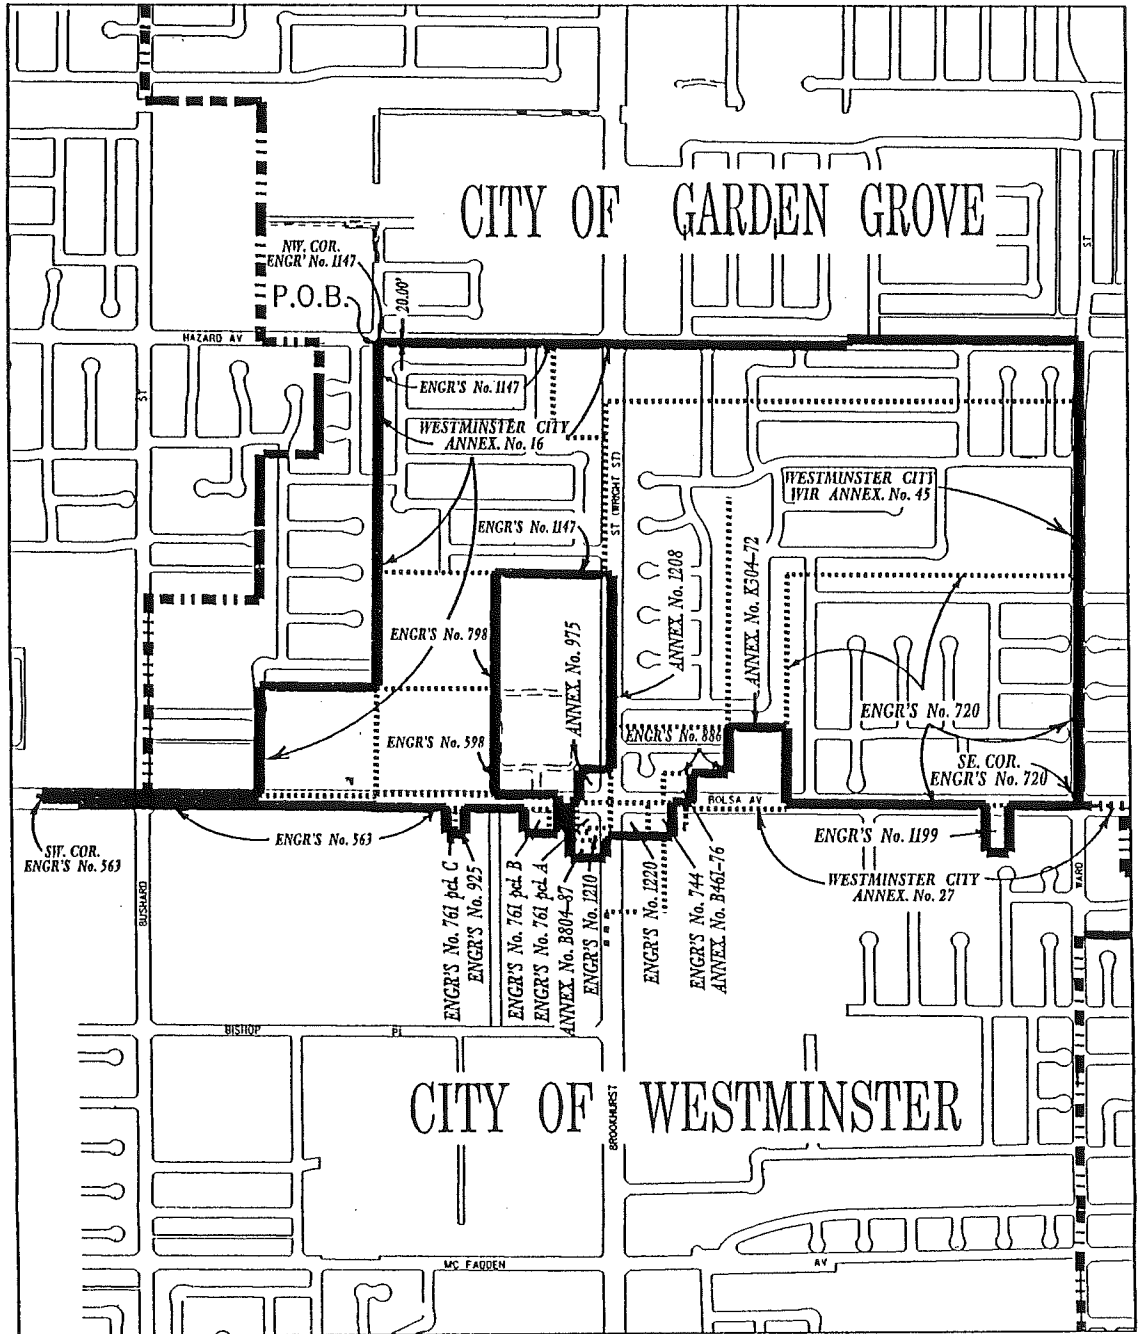 CITY OF GARDEN GROVE
NW. COR.
ENGR' No. 1147
P.O.B.
20.00'
ST
HAZARD AV
ST
ENGR'S No. 1147
WESTMINSTER CITY
ANNEX. No. 16
ST (WRIGHT ST)
WESTMINSTER CITY
WIR ANNEX. No. 45
ENGR'S No. 1147
ANNEX. No. 1208
ANNEX. No. K304-72
ENGR'S No. 798
ANNEX. No. 975
ENGR'S No. 720
ENGR'S No. 598
ENGR'S No. 886
SE. COR.
ENGR'S No. 720
BOLSA AV
SW. COR.
ENGR'S No. 563
ENGR'S No. 563
ENGR'S No. 1199
WESTMINSTER CITY
ANNEX. No. 27
WARD
BUSHARD
ENGR'S No. 761 pcl. C
ENGR'S No. 925
ENGR'S No. 761 pcl. B
ENGR'S No. 761 pcl. A
ANNEX. No. B804-87
ENGR'S No. 1210
ENGR'S No. 1220
ENGR'S No. 744
ANNEX. No. B461-76
BISHOP PL
CITY OF WESTMINSTER
BROOKHURST
MC FADDEN AV